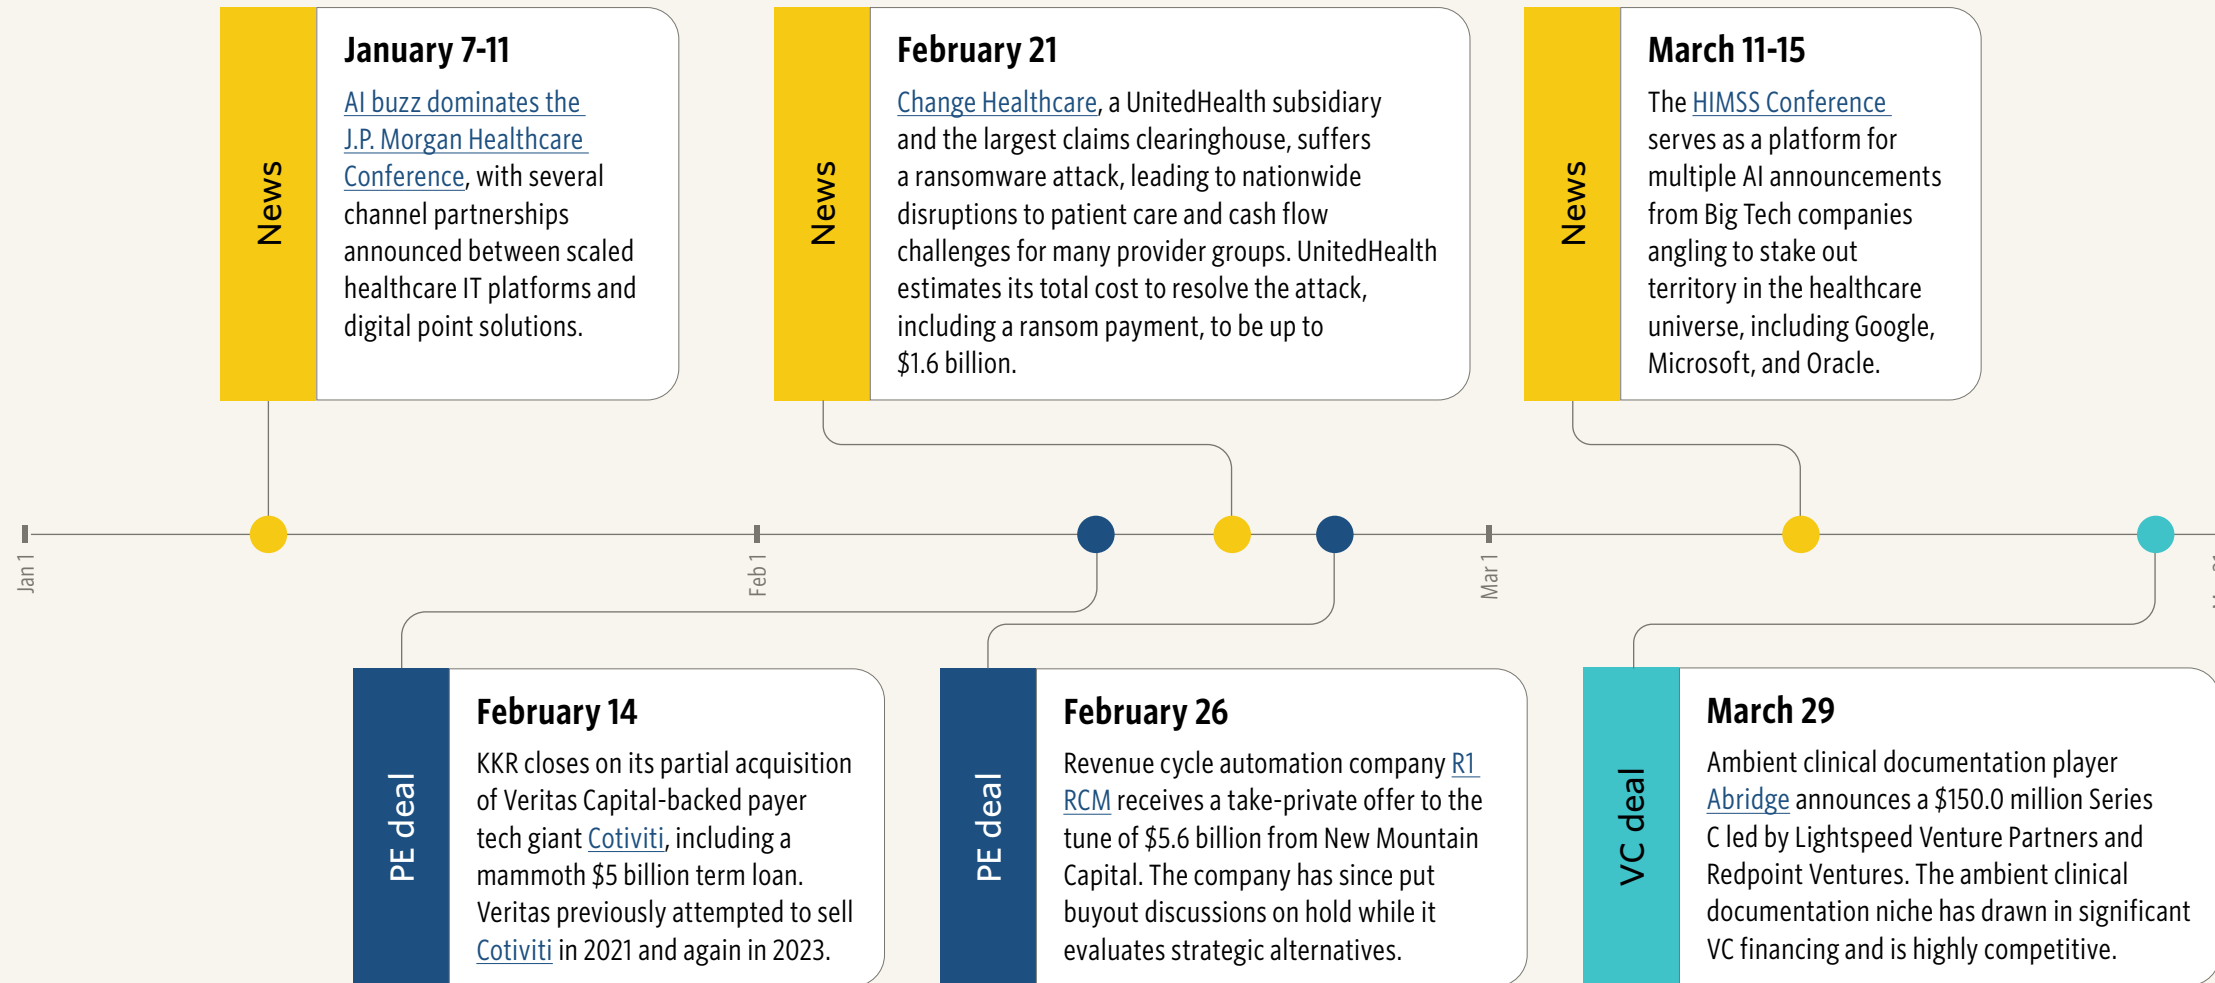 News
January 7-11
AI buzz dominates the
J.P. Morgan Healthcare
Conference, with several
channel partnerships
announced between scaled
healthcare IT platforms and
digital point solutions.
News
February 21
Change Healthcare, a UnitedHealth subsidiary
and the largest claims clearinghouse, suffers
a ransomware attack, leading to nationwide
disruptions to patient care and cash flow
challenges for many provider groups. UnitedHealth
estimates its total cost to resolve the attack,
including a ransom payment, to be up to
$1.6 billion.
News
March 11-15
The HIMSS Conference
serves as a platform for
multiple AI announcements
from Big Tech companies
angling to stake out
territory in the healthcare
universe, including Google,
Microsoft, and Oracle.
Jan 1
Feb 1
Mar 1
PE deal
February 14
KKR closes on its partial acquisition
of Veritas Capital-backed payer
tech giant Cotiviti, including a
mammoth $5 billion term loan.
Veritas previously attempted to sell
Cotiviti in 2021 and again in 2023.
PE deal
February 26
Revenue cycle automation company R1
RCM receives a take-private offer to the
tune of $5.6 billion from New Mountain
Capital. The company has since put
buyout discussions on hold while it
evaluates strategic alternatives.
VC deal
March 29
Ambient clinical documentation player
Abridge announces a $150.0 million Series
C led by Lightspeed Venture Partners and
Redpoint Ventures. The ambient clinical
documentation niche has drawn in significant
VC financing and is highly competitive.